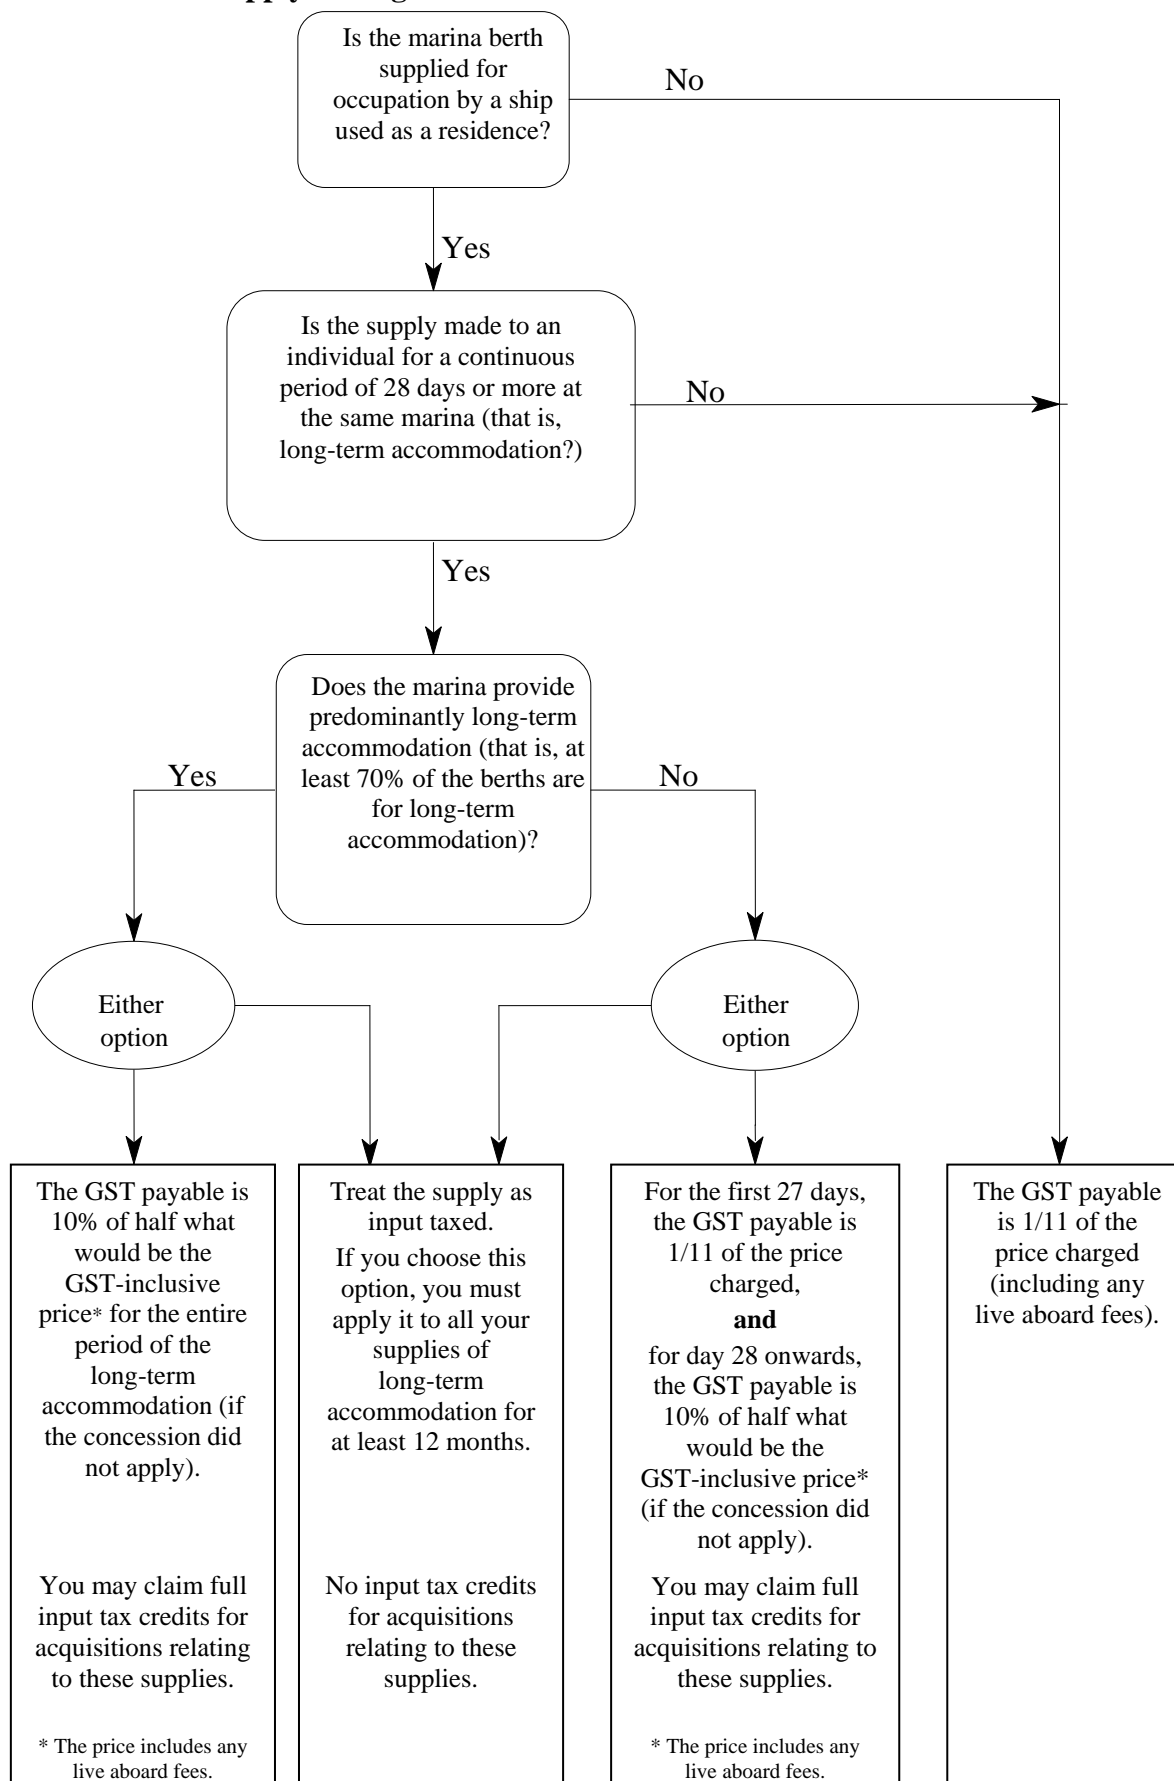 Is the marina berth
supplied for
occupation by a ship
used as a residence?
No
Yes
Is the supply made to an
individual for a continuous
period of 28 days or more at
the same marina (that is,
long-term accommodation?)
No
Yes
Does the marina provide
predominantly long-term
accommodation (that is, at
least 70% of the berths are
for long-term
accommodation)?
Yes
No
Either
option
Either
option
The GST payable is
10% of half what
would be the
GST-inclusive
price* for the entire
period of the
long-term
accommodation (if
the concession did
not apply).
You may claim full
input tax credits for
acquisitions relating
to these supplies.
* The price includes any
live aboard fees.
Treat the supply as
input taxed.
If you choose this
option, you must
apply it to all your
supplies of
long-term
accommodation for
at least 12 months.
No input tax credits
for acquisitions
relating to these
supplies.
For the first 27 days,
the GST payable is
1/11 of the price
charged,
and
for day 28 onwards,
the GST payable is
10% of half what
would be the
GST-inclusive price*
(if the concession did
not apply).
You may claim full
input tax credits for
acquisitions relating to
these supplies.
* The price includes any
live aboard fees.
The GST payable
is 1/11 of the
price charged
(including any
live aboard fees).